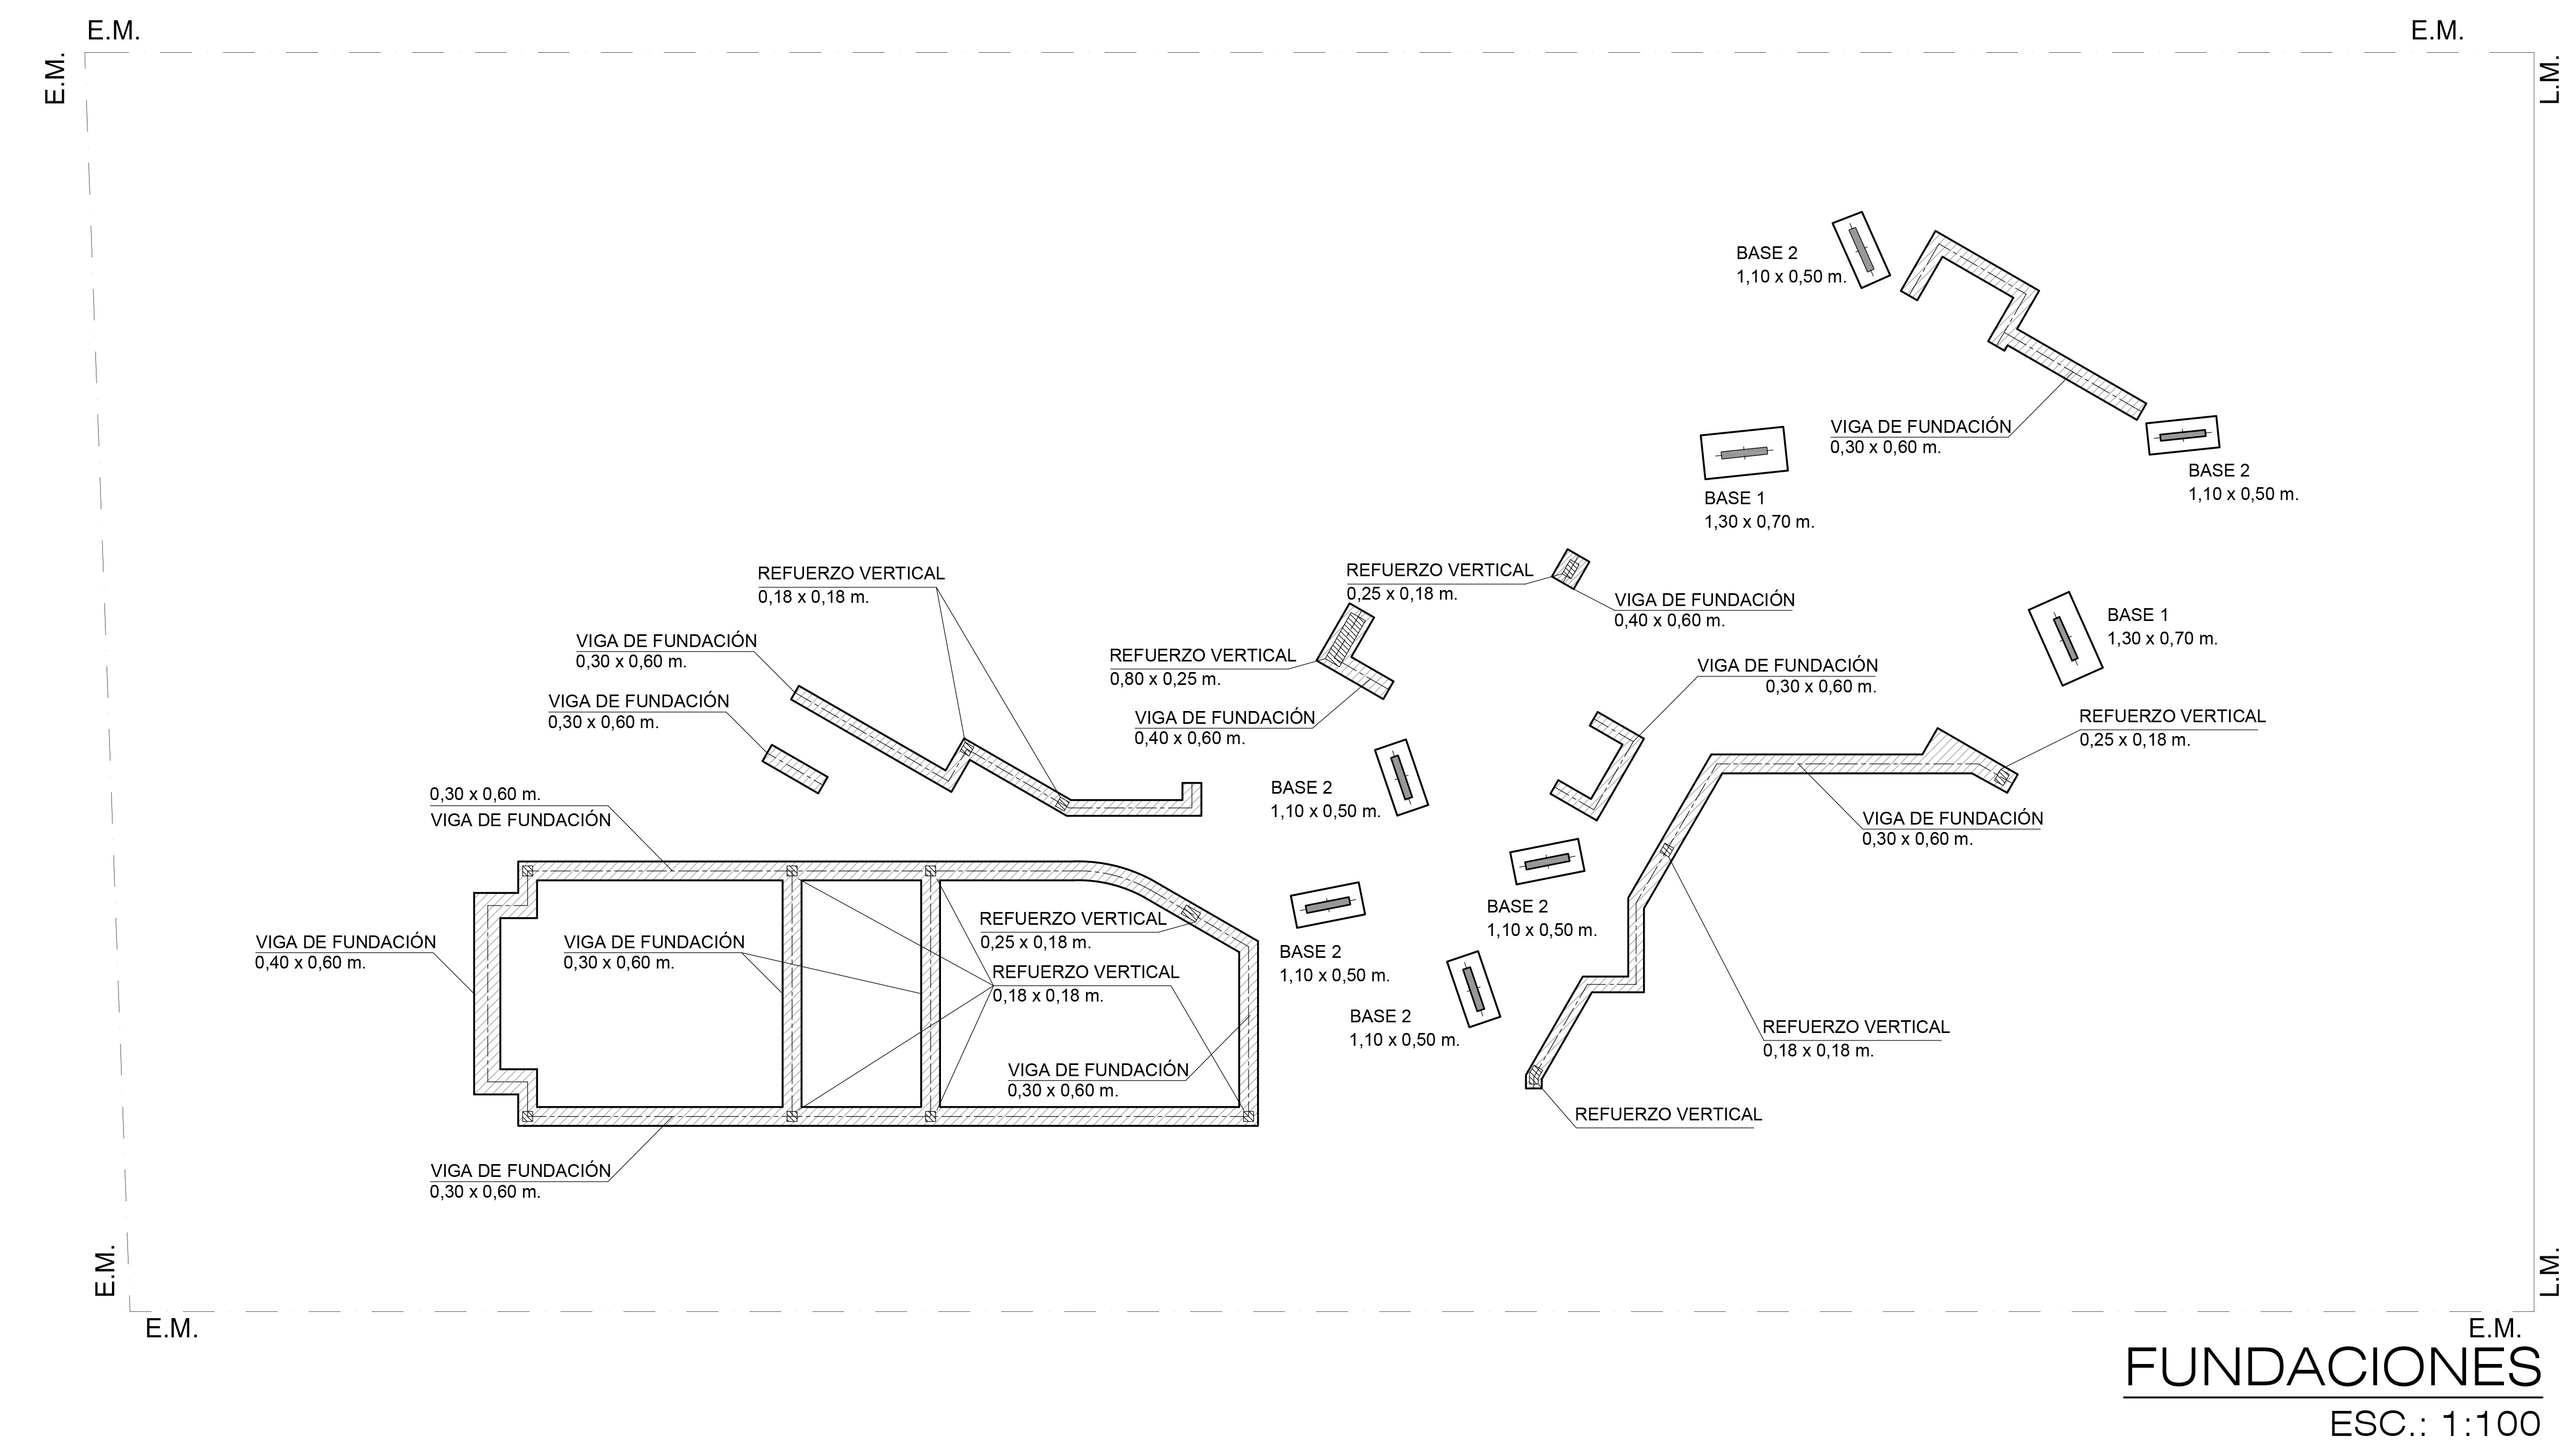 E.M.
E.M.
E.M.
L.M.
BASE 2
1,10 x 0,50 m.
VIGA DE FUNDACIÓN
0,30 x 0,60 m.
BASE 2
1,10 x 0,50 m.
BASE 1
1,30 x 0,70 m.
REFUERZO VERTICAL
0,18 x 0,18 m.
REFUERZO VERTICAL
0,25 x 0,18 m.
VIGA DE FUNDACIÓN
0,40 x 0,60 m.
BASE 1
1,30 x 0,70 m.
VIGA DE FUNDACIÓN
0,30 x 0,60 m.
REFUERZO VERTICAL
0,80 x 0,25 m.
VIGA DE FUNDACIÓN
0,30 x 0,60 m.
VIGA DE FUNDACIÓN
0,30 x 0,60 m.
VIGA DE FUNDACIÓN
0,40 x 0,60 m.
REFUERZO VERTICAL
0,25 x 0,18 m.
BASE 2
1,10 x 0,50 m.
0,30 x 0,60 m.
VIGA DE FUNDACIÓN
VIGA DE FUNDACIÓN
0,30 x 0,60 m.
BASE 2
1,10 x 0,50 m.
REFUERZO VERTICAL
0,25 x 0,18 m.
VIGA DE FUNDACIÓN
0,40 x 0,60 m.
VIGA DE FUNDACIÓN
0,30 x 0,60 m.
BASE 2
1,10 x 0,50 m.
REFUERZO VERTICAL
0,18 x 0,18 m.
BASE 2
1,10 x 0,50 m.
REFUERZO VERTICAL
0,18 x 0,18 m.
VIGA DE FUNDACIÓN
0,30 x 0,60 m.
REFUERZO VERTICAL
VIGA DE FUNDACIÓN
0,30 x 0,60 m.
E.M.
L.M.
E.M.
E.M.
FUNDACIONES
ESC.: 1:100